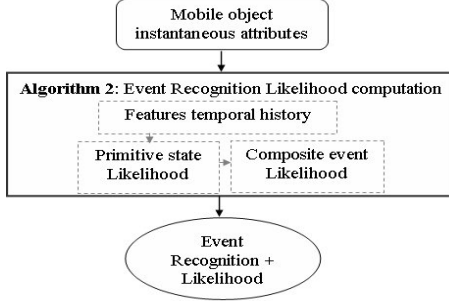 Mobile object
instantaneous attributes
Algorithm 2: Event Recognition Likelihood computation
Features temporal history
Primitive state
Likelihood
Composite event
Likelihood
Event
Recognition +
Likelihood